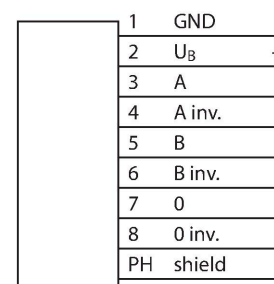 1 GND
2 U_B
3 A
4 A inv.
5 B
6 B inv.
7 0
8 0 inv.
PH shield